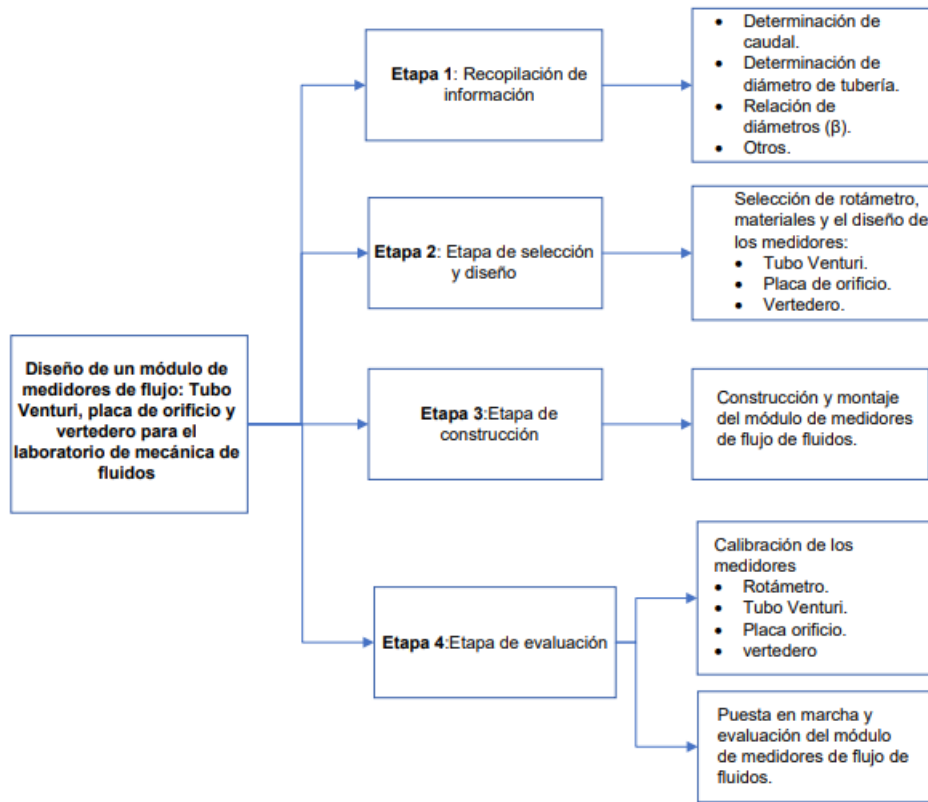 Diseño de un módulo de
medidores de flujo: Tubo
Venturi, placa de orificio y
vertedero para el
laboratorio de mecánica de
fluidos
Etapa 1: Recopilación de
información
• Determinación de
caudal.
• Determinación de
diámetro de tubería.
• Relación de
diámetros (β).
• Otros.
Etapa 2: Etapa de selección
y diseño
Selección de rotámetro,
materiales y el diseño de
los medidores:
• Tubo Venturi.
• Placa de orificio.
• Vertedero.
Etapa 3:Etapa de
construcción
Construcción y montaje
del módulo de medidores
de flujo de fluidos.
Etapa 4:Etapa de evaluación
Calibración de los
medidores
• Rotámetro.
• Tubo Venturi.
• Placa orificio.
• vertedero
Puesta en marcha y
evaluación del módulo
de medidores de flujo de
fluidos.